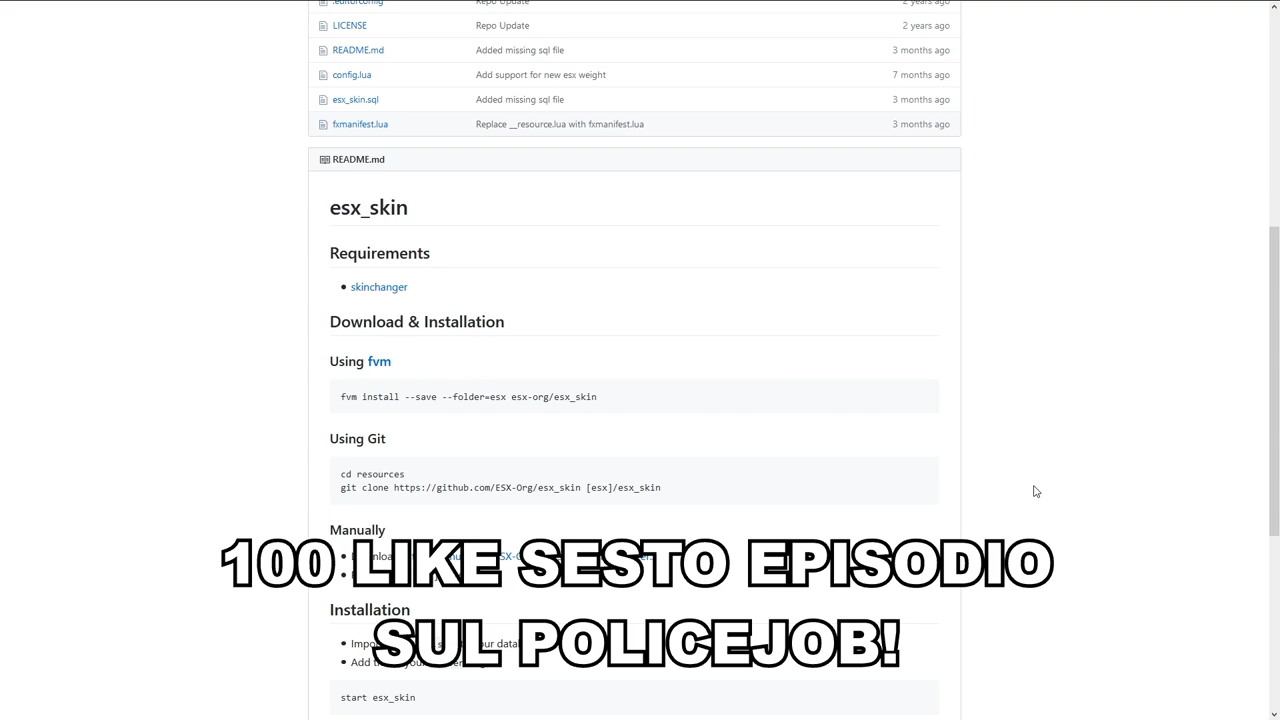 .editorconfig Repo Update 2 years ago
LICENSE Repo Update 2 years ago
README.md Added missing sql file 3 months ago
config.lua Add support for new esx weight 7 months ago
esx_skin.sql Added missing sql file 3 months ago
fxmanifest.lua Replace __resource.lua with fxmanifest.lua 3 months ago
README.md
esx_skin
Requirements
• skinchanger
Download & Installation
Using fvm
fvm install --save --folder=esx esx-org/esx_skin
Using Git
cd resources
git clone https://github.com/ESX-Org/esx_skin [esx]/esx_skin
Manually
100 LIKE SESTO EPISODIO
Installation
SUL POLICEJOB!
• Add
start esx_skin